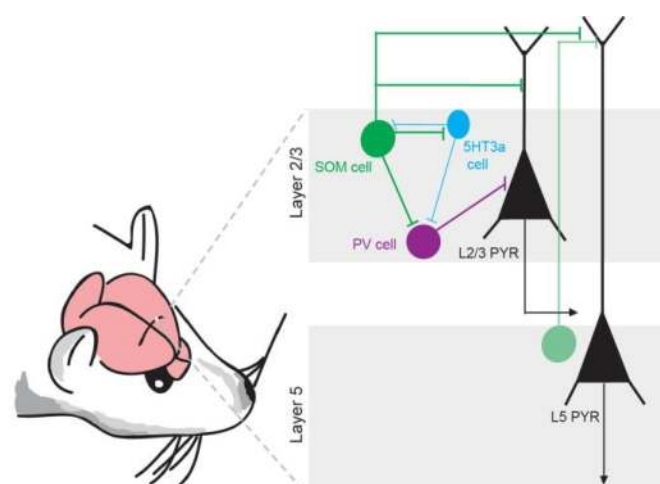 Layer 2/3
SOM cell
5HT3a
cell
PV cell
L2/3 PYR
Layer 5
L5 PYR